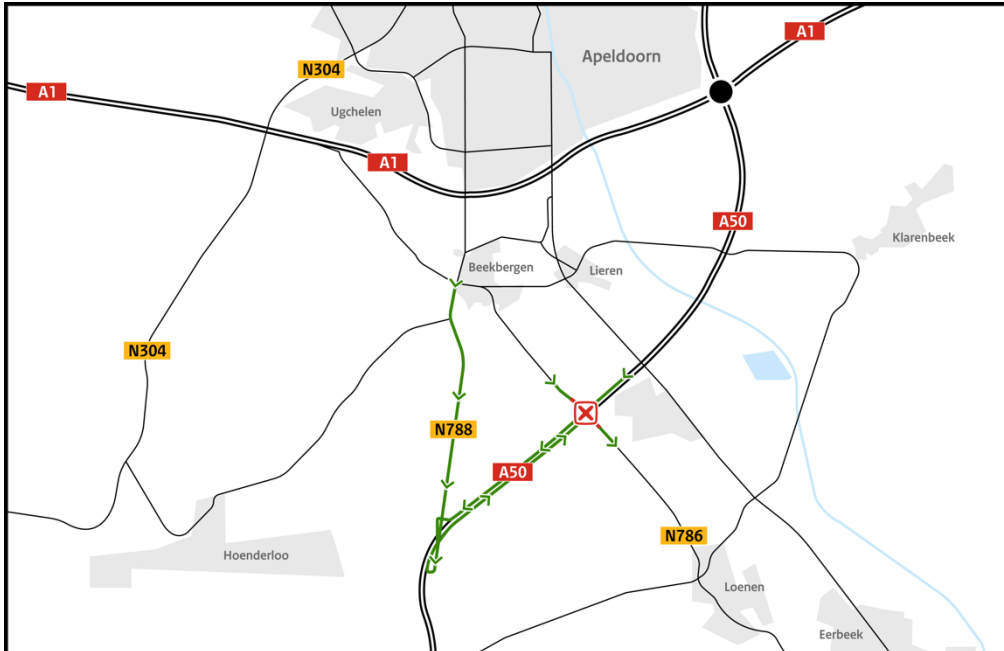 A1
Apeldoorn
N304
A1
Ugchelen
A1
A50
Klarenbeek
Beekbergen
Lieren
N304
N788
A50
N786
Hoenderloo
Loenen
Eerbeek